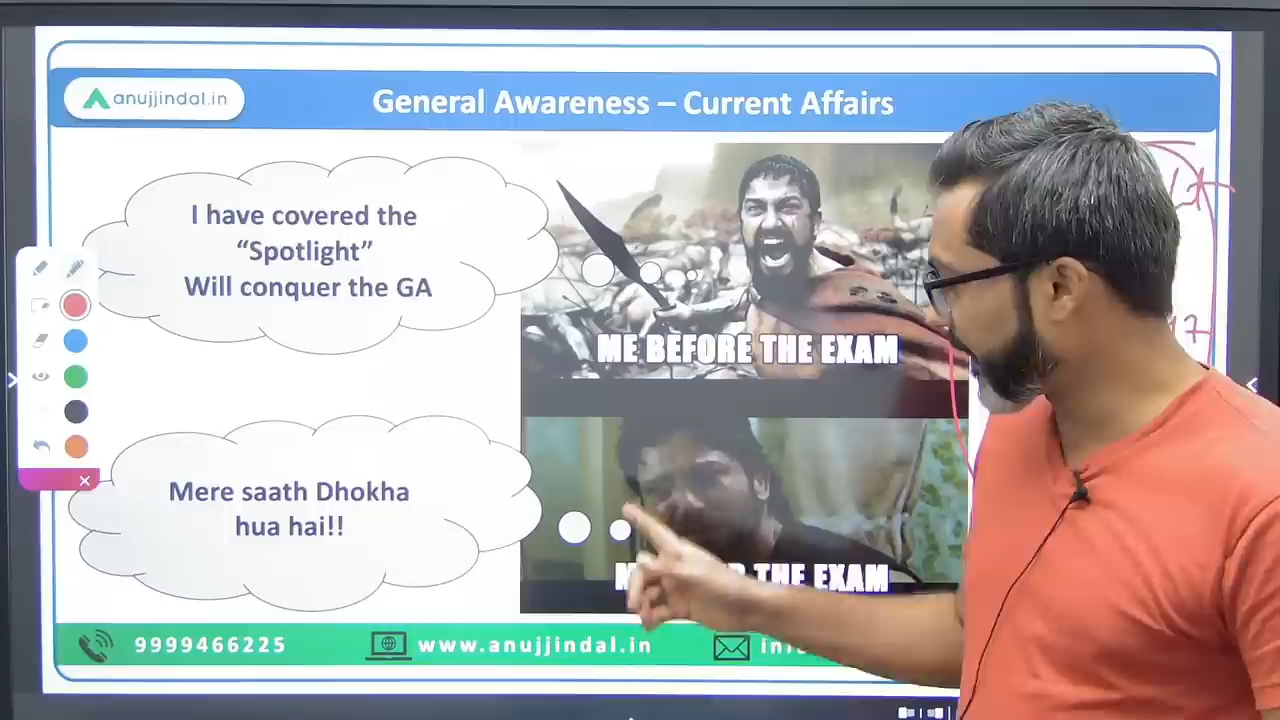 anujjindal.in
General Awareness – Current Affairs
I have covered the
“Spotlight”
Will conquer the GA
ME BEFORE THE EXAM
Mere saath Dhokha
hua hai!!
THE EXAM
9999466225
www.anujjindal.in